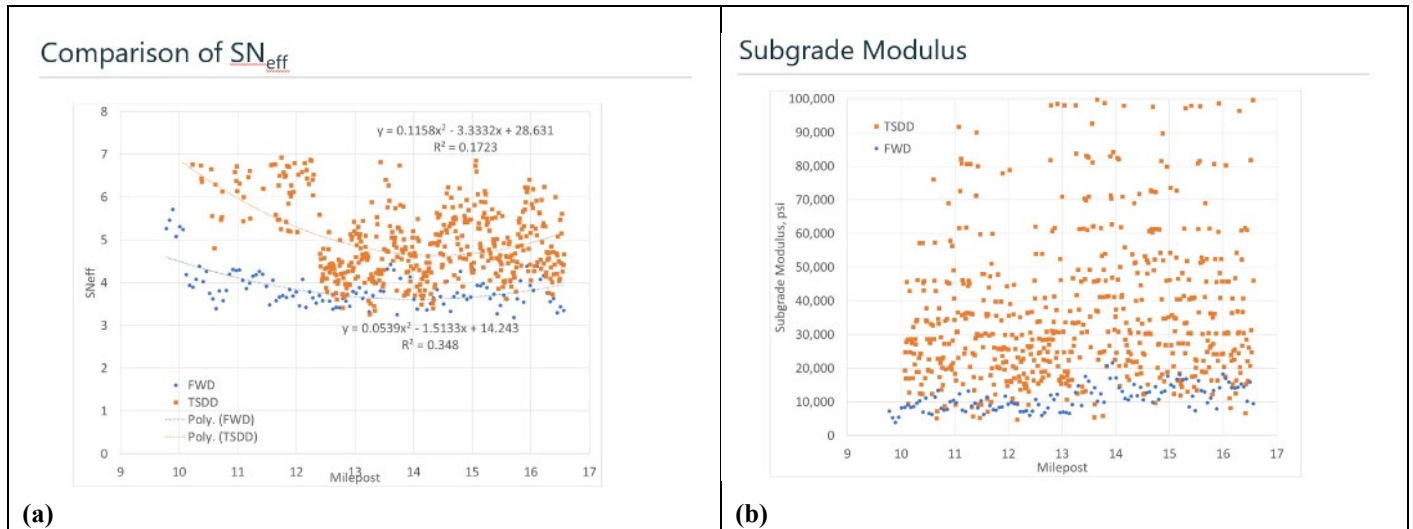 Comparison of SNeff
8
7
6
5
4
3
2
1
0
SNeff
y = 0.1158x² - 3.3332x + 28.631
R² = 0.1723
y = 0.0539x² - 1.5133x + 14.243
R² = 0.348
FWD
TSDD
Poly. (FWD)
Poly. (TSDD)
9 10 11 12 13 14 15 16 17
Milepost
(a)
Subgrade Modulus
100,000
90,000
80,000
70,000
60,000
50,000
40,000
30,000
20,000
10,000
0
Subgrade Modulus, psi
TSDD
FWD
9 10 11 12 13 14 15 16 17
Milepost
(b)